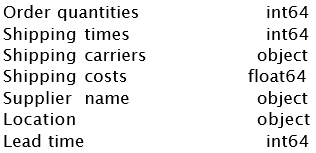 Order quantities int64
Shipping times int64
Shipping carriers object
Shipping costs float64
Supplier name object
Location object
Lead time int64